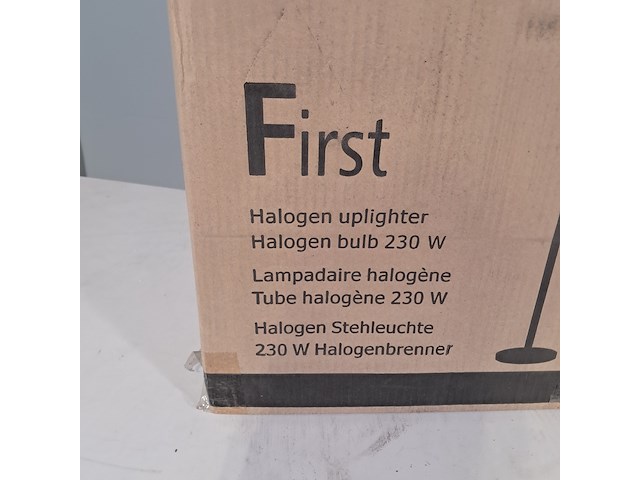 First
Halogen uplighter
Halogen bulb 230 W
Lampadaire halogène
Tube halogène 230 W
Halogen Stehleuchte
230 W Halogenbrenner